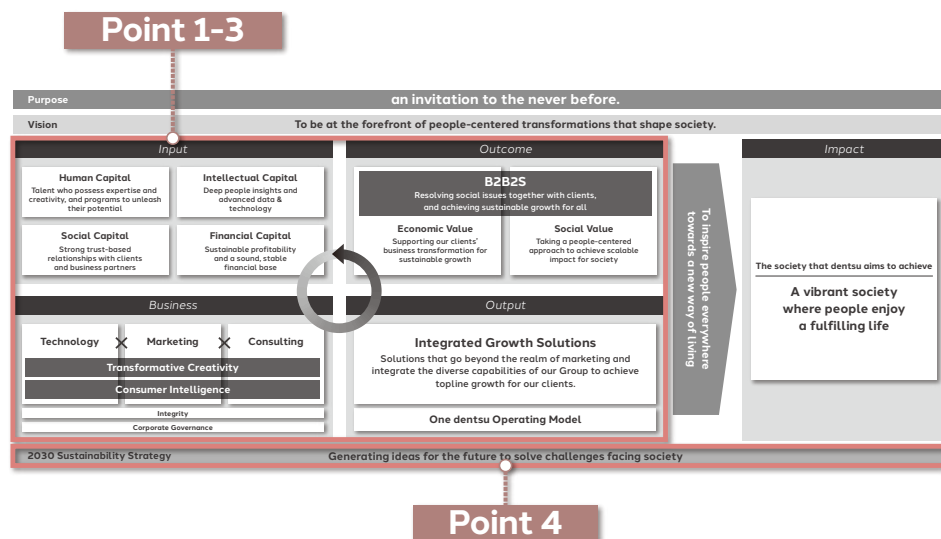 Point 1-3
Purpose
an invitation to the never before.
Vision
To be at the forefront of people-centered transformations that shape society.
Input
Human Capital
Talent who possess expertise and
creativity, and programs to unleash
their potential
Intellectual Capital
Deep people insights and
advanced data &
technology
Social Capital
Strong trust-based
relationships with clients
and business partners
Financial Capital
Sustainable profitability
and a sound, stable
financial base
Outcome
B2B2S
Resolving social issues together with clients,
and achieving sustainable growth for all
Economic Value
Supporting our clients'
business transformation for
sustainable growth
Social Value
Taking a people-centered
approach to achieve scalable
impact for society
Business
Technology
Marketing
Consulting
Transformative Creativity
Consumer Intelligence
Integrity
Corporate Governance
Output
Integrated Growth Solutions
Solutions that go beyond the realm of marketing and
integrate the diverse capabilities of our Group to achieve
topline growth for our clients.
One dentsu Operating Model
To inspire people everywhere
towards a new way of living
Impact
The society that dentsu aims to achieve
A vibrant society
where people enjoy
a fulfilling life
2030 Sustainability Strategy
Generating ideas for the future to solve challenges facing society
Point 4